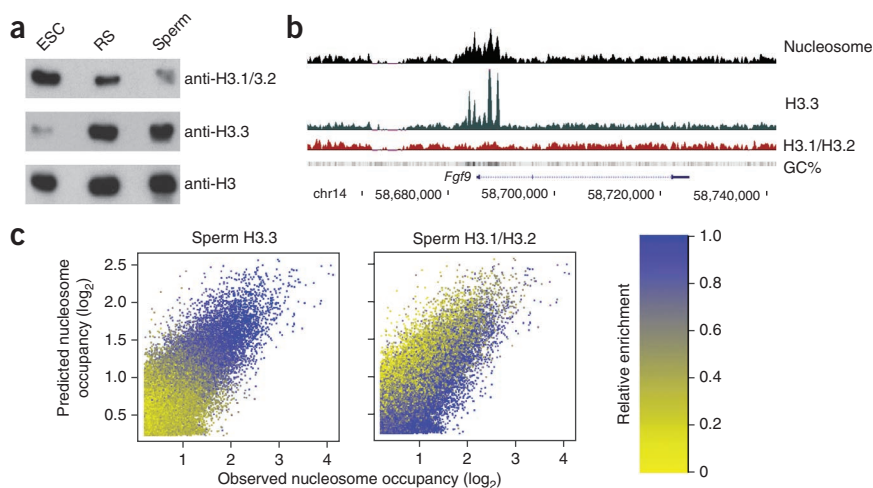 a
ESC RS Sperm
anti-H3.1/3.2
anti-H3.3
anti-H3
b
Nucleosome
H3.3
H3.1/H3.2
GC%
Fgf9
chr14 58,680,000 58,700,000 58,720,000 58,740,000
c
Sperm H3.3 Sperm H3.1/H3.2
Predicted nucleosome
occupancy (log2)
2.5
2.0
1.5
1.0
0.5
1 2 3 4 1 2 3 4
Observed nucleosome occupancy (log2)
Relative enrichment
1.0
0.8
0.6
0.4
0.2
0